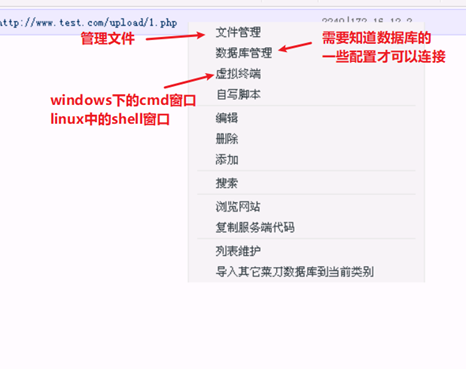 http://www.test.com/upload/1.php
管理文件
文件管理
数据库管理
需要知道数据库的
一些配置才可以连接
虚拟终端
windows下的cmd窗口
linux中的shell窗口
自写脚本
编辑
删除
添加
搜索
浏览网站
复制服务端代码
列表维护
导入其它菜刀数据库到当前类别